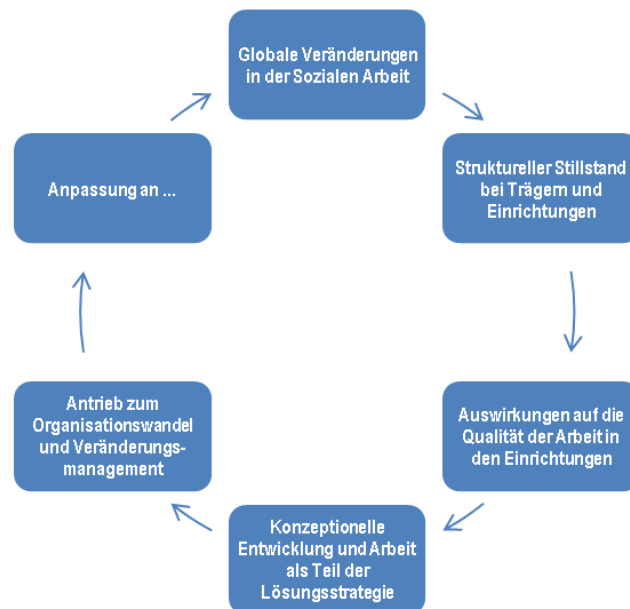 Globale Veränderungen
in der Sozialen Arbeit
Struktureller Stillstand
bei Trägern und
Einrichtungen
Auswirkungen auf die
Qualität der Arbeit in
den Einrichtungen
Konzeptionelle
Entwicklung und Arbeit
als Teil der
Lösungsstrategie
Antrieb zum
Organisationswandel
und Veränderungs-
management
Anpassung an ...